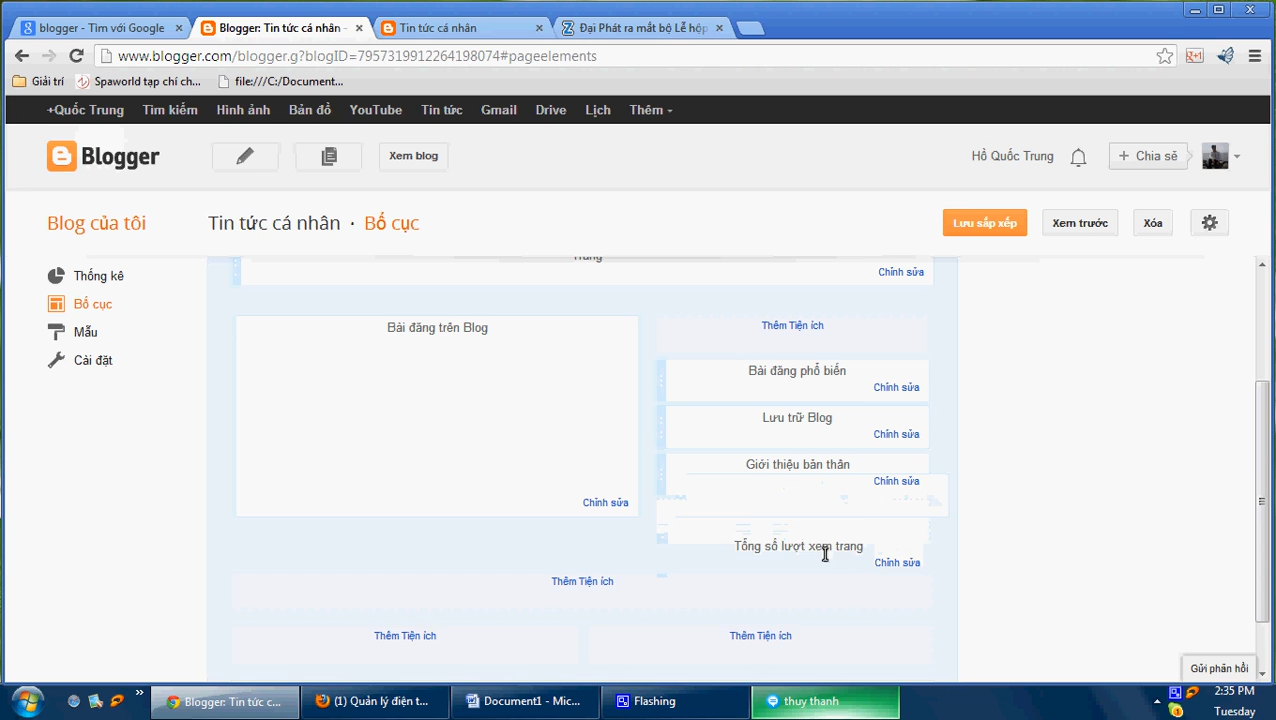 blogger - Tìm với Google
Blogger: Tin tức cá nhân -
Tin tức cá nhân
Đại Phát ra mắt bộ Lễ hộp
www.blogger.com/blogger.g?blogID=7957319912264198074#pageelements
Giải trí
Spaworld tạp chí ch...
file:///C:/Document...
+Quốc Trung
Tìm kiếm
Hình ảnh
Bản đồ
YouTube
Tin tức
Gmail
Drive
Lịch
Thêm
Blogger
Xem blog
Hồ Quốc Trung
+ Chia sẻ
Blog của tôi
Tin tức cá nhân · Bố cục
Lưu sắp xếp
Xem trước
Xóa
Thống kê
Bố cục
Mẫu
Cài đặt
Trung
Chỉnh sửa
Bài đăng trên Blog
Chỉnh sửa
Thêm Tiện ích
Bài đăng phổ biến
Chỉnh sửa
Lưu trữ Blog
Chỉnh sửa
Giới thiệu bản thân
Chỉnh sửa
Tổng số lượt xem trang
Chỉnh sửa
Thêm Tiện ích
Thêm Tiện ích
Thêm Tiện ích
Gửi phản hồi
Blogger: Tin tức c...
(1) Quản lý điện t...
Document1 - Mic...
Flashing
thuy thanh
2:35 PM
Tuesday